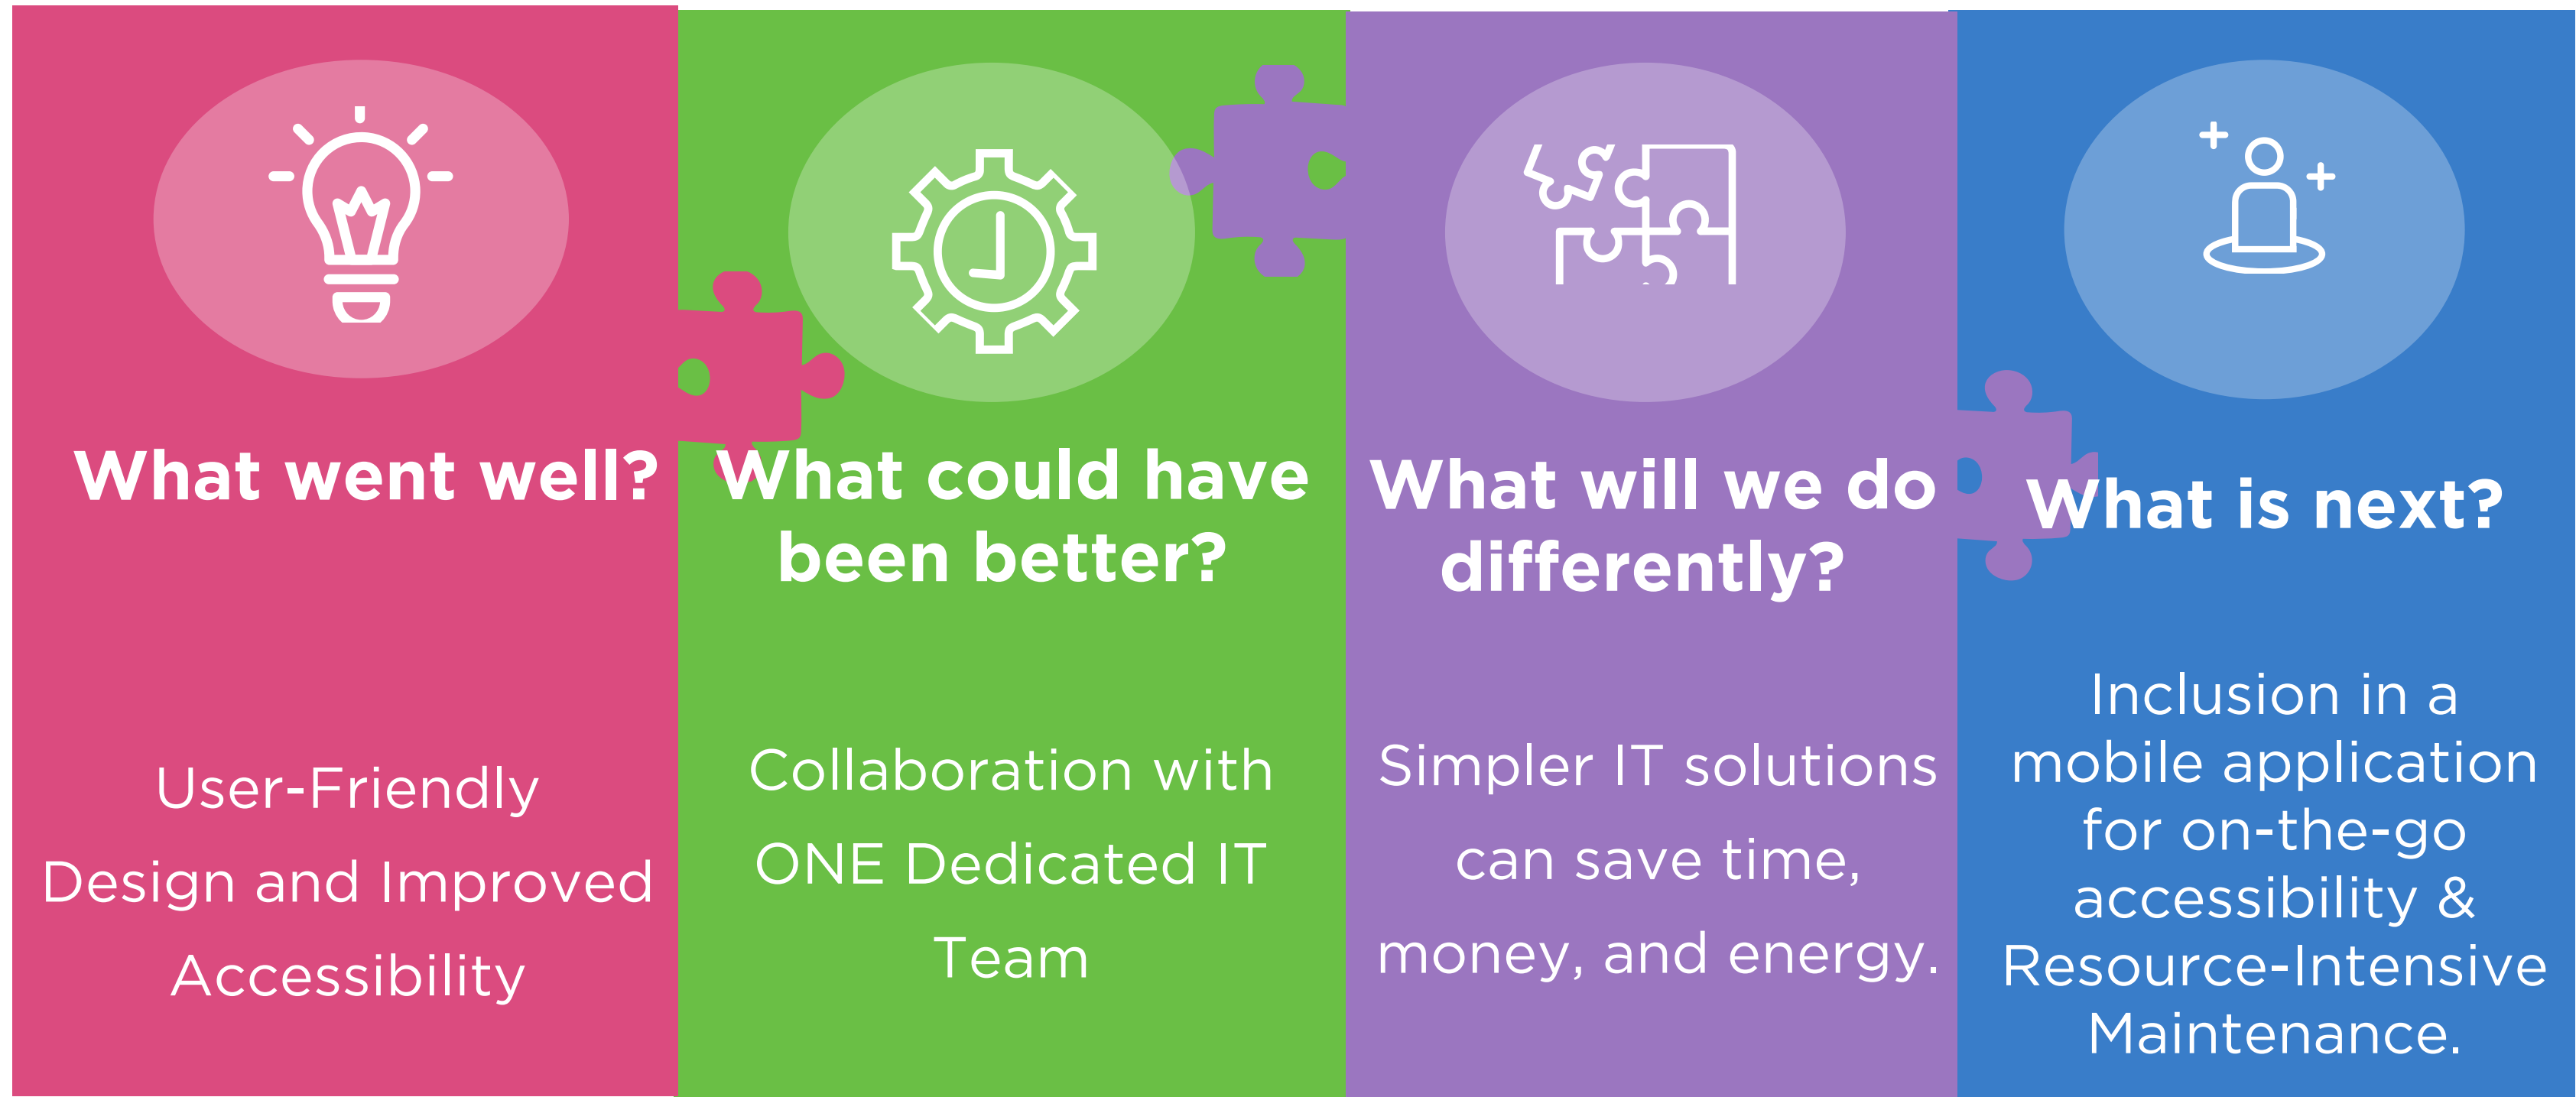 What went well?
User-Friendly
Design and Improved
Accessibility
What could have
been better?
Collaboration with
ONE Dedicated IT
Team
What will we do
differently?
Simpler IT solutions
can save time,
money, and energy.
What is next?
Inclusion in a
mobile application
for on-the-go
accessibility &
Resource-Intensive
Maintenance.